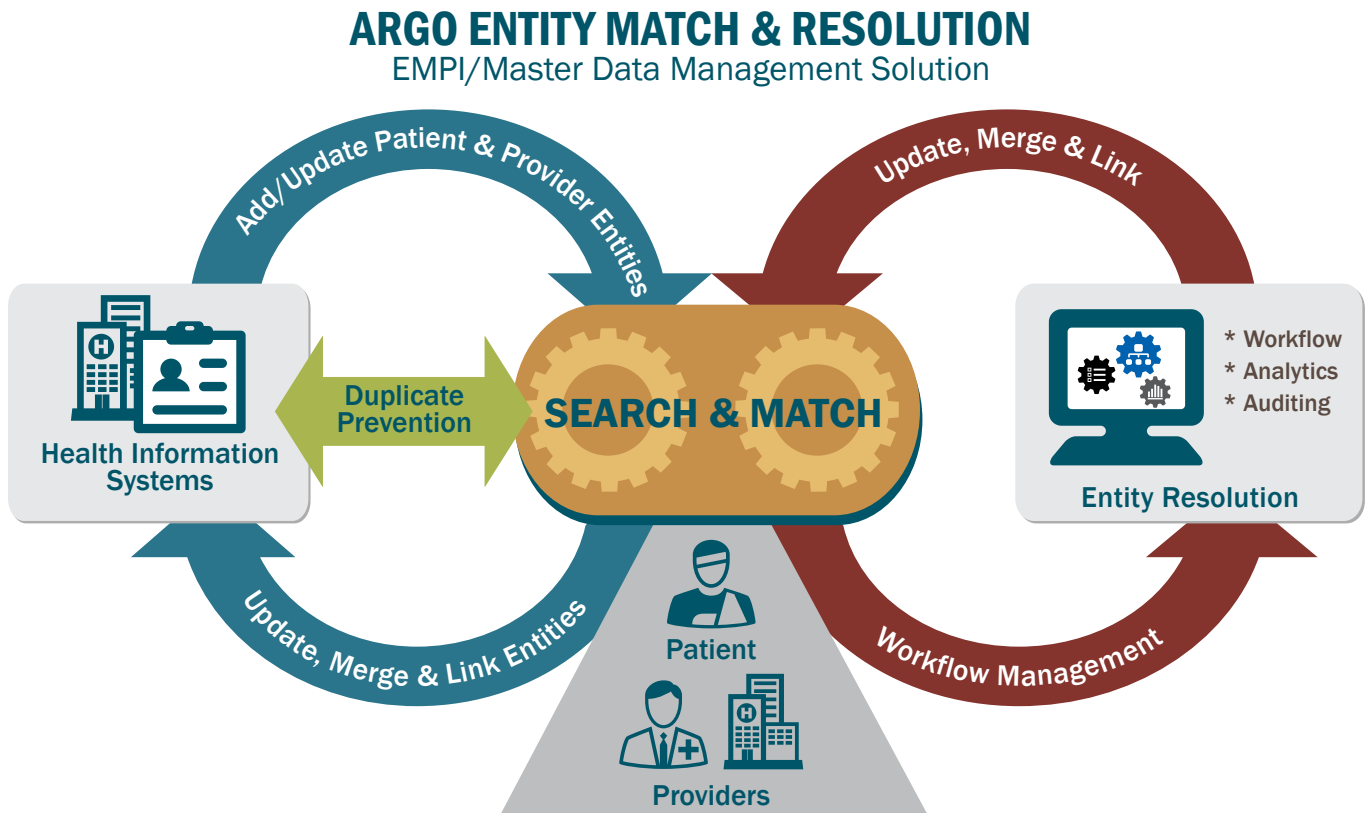 ARGO ENTITY MATCH & RESOLUTION
EMPI/Master Data Management Solution
Add/Update Patient & Provider Entities
Update, Merge & Link
H
Health Information
Systems
Duplicate
Prevention
SEARCH & MATCH
* Workflow
* Analytics
* Auditing
Entity Resolution
Update, Merge & Link Entities
Workflow Management
Patient
H
Providers